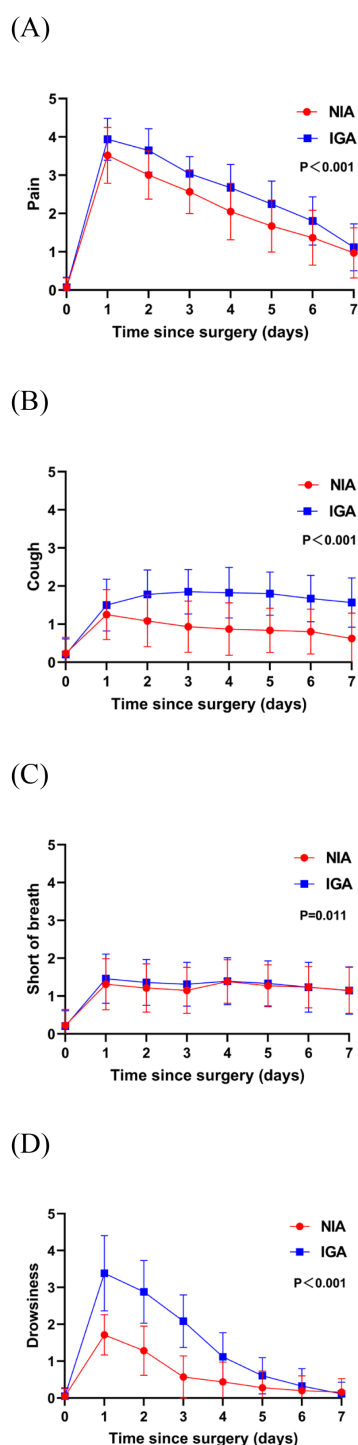 (A)
5
4
3
2
1
0
Pain
NIA
IGA
P<0.001
0 1 2 3 4 5 6 7
Time since surgery (days)
(B)
5
4
3
2
1
0
Cough
NIA
IGA
P<0.001
0 1 2 3 4 5 6 7
Time since surgery (days)
(C)
5
4
3
2
1
0
Short of breath
NIA
IGA
P=0.011
0 1 2 3 4 5 6 7
Time since surgery (days)
(D)
5
4
3
2
1
0
Drowsiness
NIA
IGA
P<0.001
0 1 2 3 4 5 6 7
Time since surgery (days)